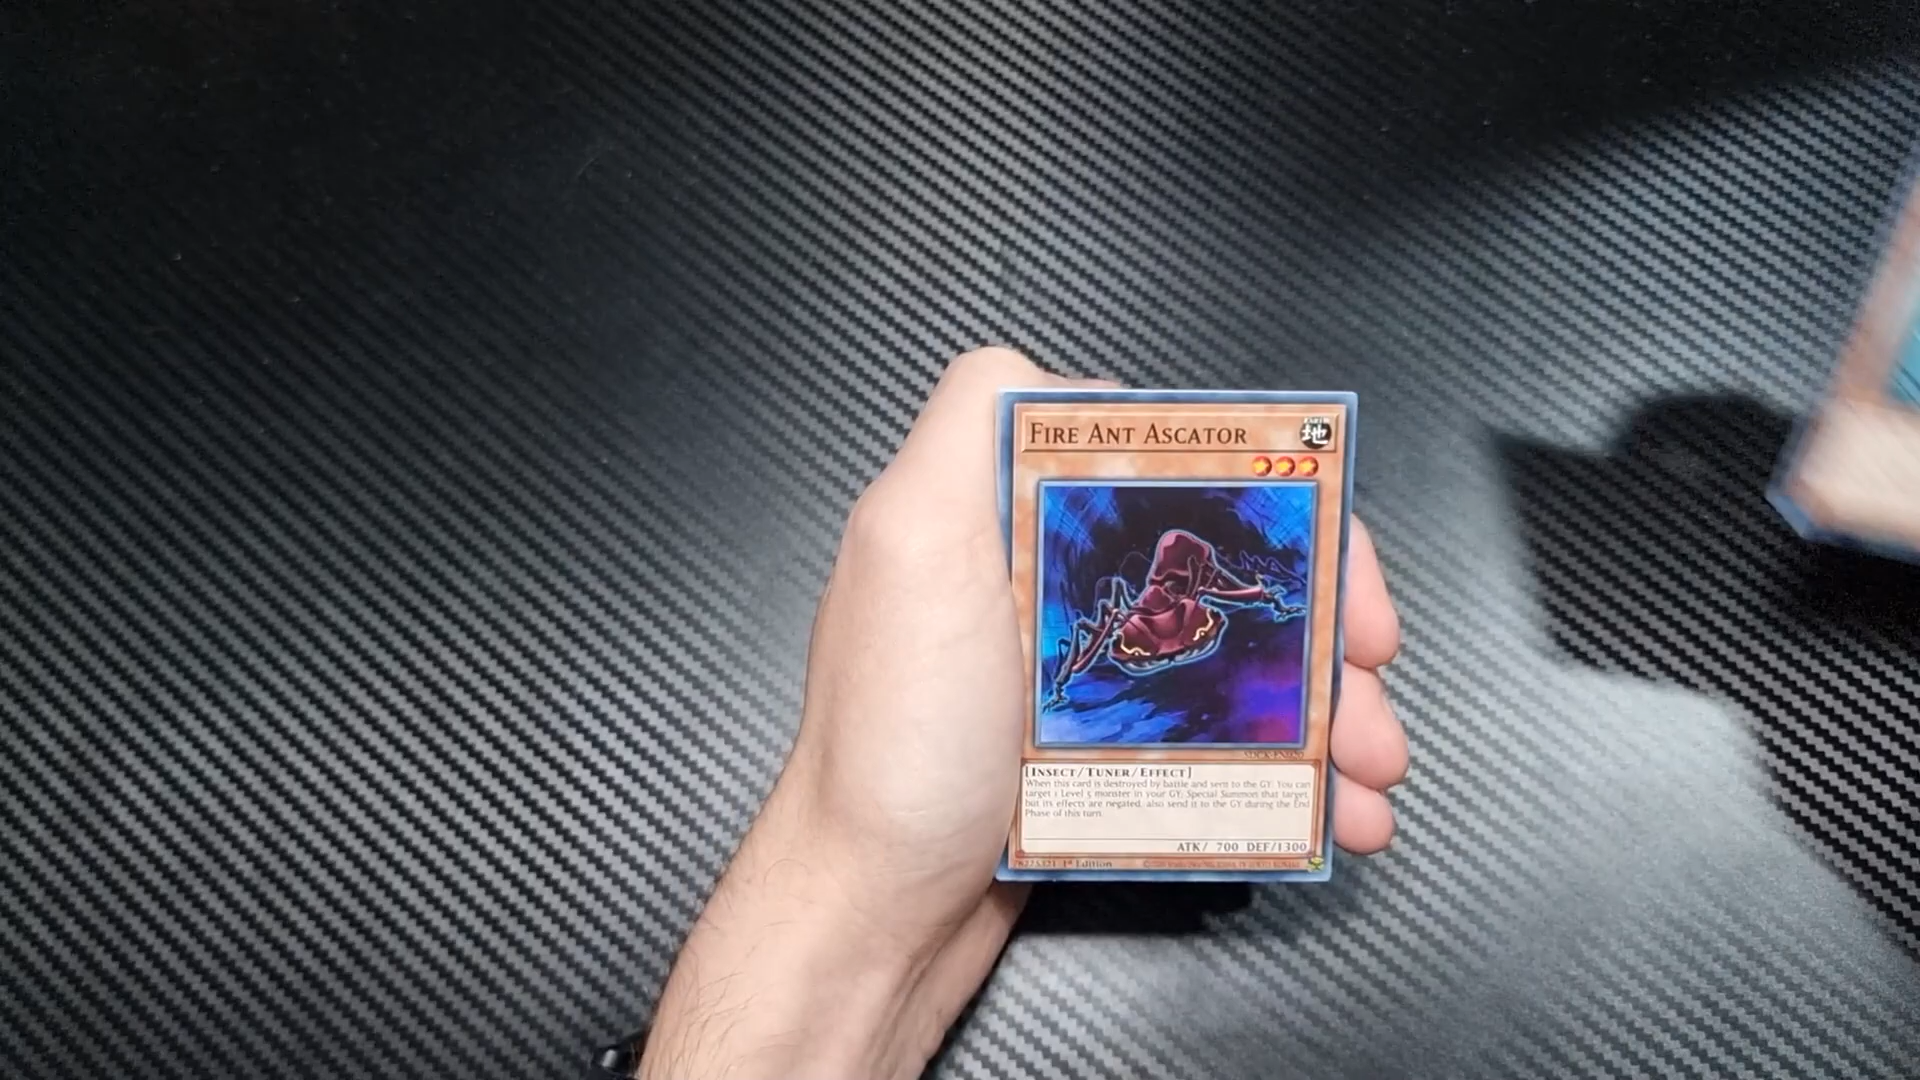 FIRE ANT ASCATOR
地
[INSECT/TUNER/EFFECT]
When this card is destroyed by battle and sent to the GY: You can
target 1 Level 5 monster in your GY; Special Summon that target,
but its effects are negated, also send it to the GY during the End
Phase of this turn.
ATK/ 700 DEF/1300
1st Edition